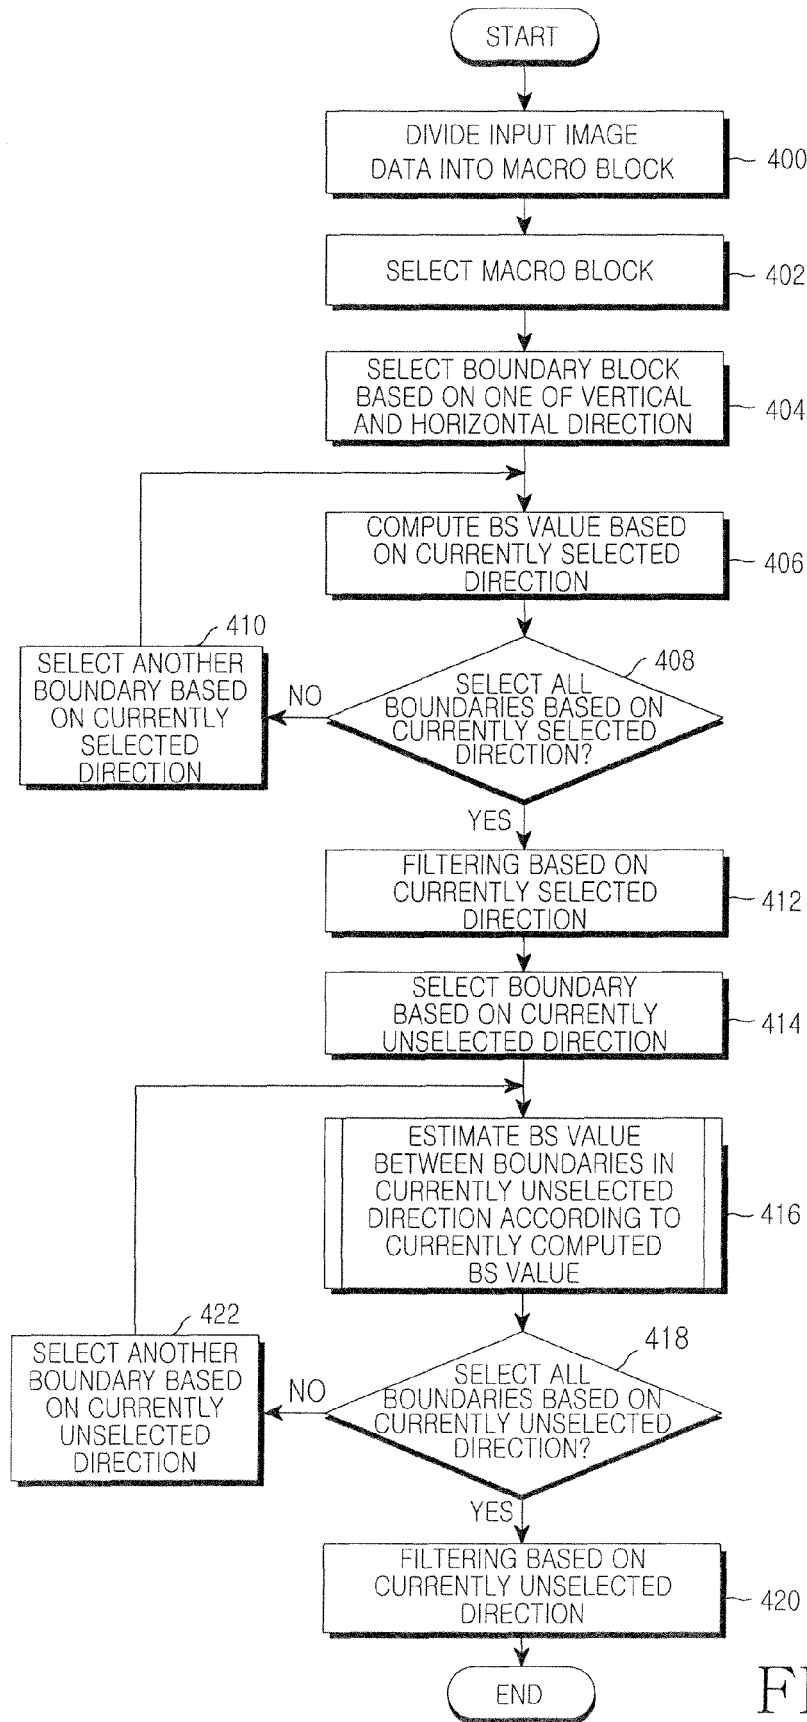 START
DIVIDE INPUT IMAGE
DATA INTO MACRO BLOCK
400
SELECT MACRO BLOCK
402
SELECT BOUNDARY BLOCK
BASED ON ONE OF VERTICAL
AND HORIZONTAL DIRECTION
404
COMPUTE BS VALUE BASED
ON CURRENTLY SELECTED
DIRECTION
406
410
SELECT ANOTHER
BOUNDARY BASED
ON CURRENTLY
SELECTED
DIRECTION
NO
408
SELECT ALL
BOUNDARIES BASED ON
CURRENTLY SELECTED
DIRECTION?
YES
FILTERING BASED ON
CURRENTLY SELECTED
DIRECTION
412
SELECT BOUNDARY
BASED ON CURRENTLY
UNSELECTED DIRECTION
414
ESTIMATE BS VALUE
BETWEEN BOUNDARIES IN
CURRENTLY UNSELECTED
DIRECTION ACCORDING TO
CURRENTLY COMPUTED
BS VALUE
416
422
SELECT ANOTHER
BOUNDARY BASED
ON CURRENTLY
UNSELECTED
DIRECTION
NO
418
SELECT ALL
BOUNDARIES BASED ON
CURRENTLY UNSELECTED
DIRECTION?
YES
FILTERING BASED ON
CURRENTLY UNSELECTED
DIRECTION
420
END